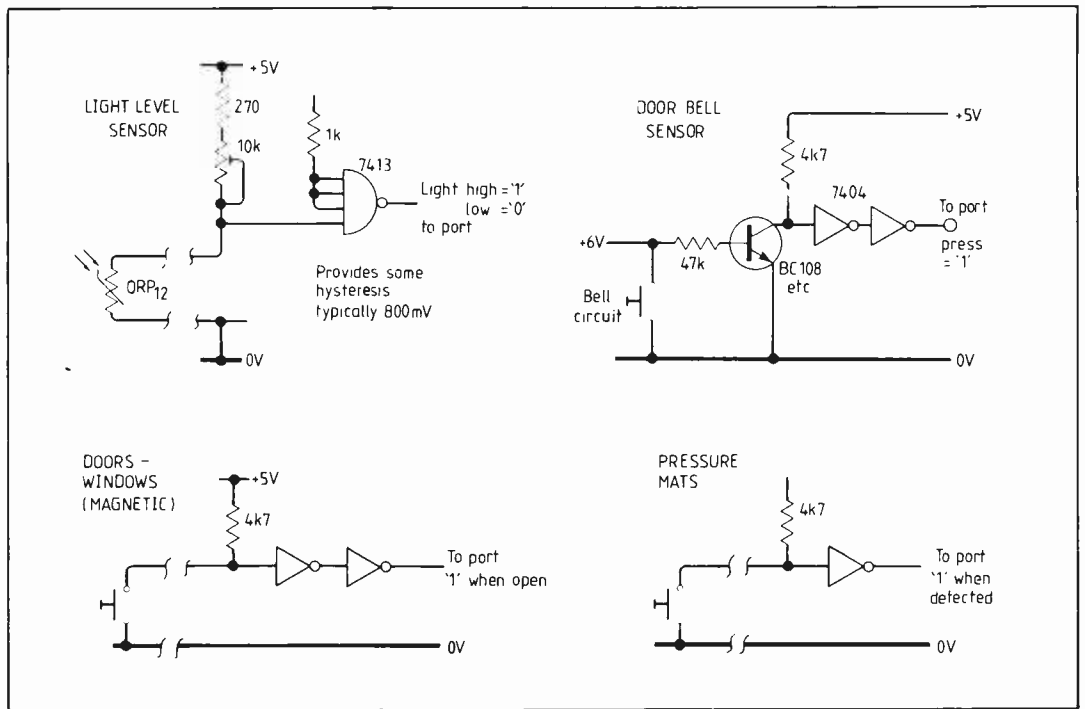 LIGHT LEVEL
SENSOR
+5V
270
10k
1k
7413
Light high ='1'
low ='0'
to port
ORP12
Provides some
hysteresis
typically 800mV
0V
DOOR BELL
SENSOR
+5V
4k7
7404
To port
press
='1'
+6V
47k
BC108
etc
Bell
circuit
0V
DOORS –
WINDOWS
(MAGNETIC)
+5V
4k7
To port
'1' when open
0V
PRESSURE
MATS
4k7
To port
'1' when
detected
0V